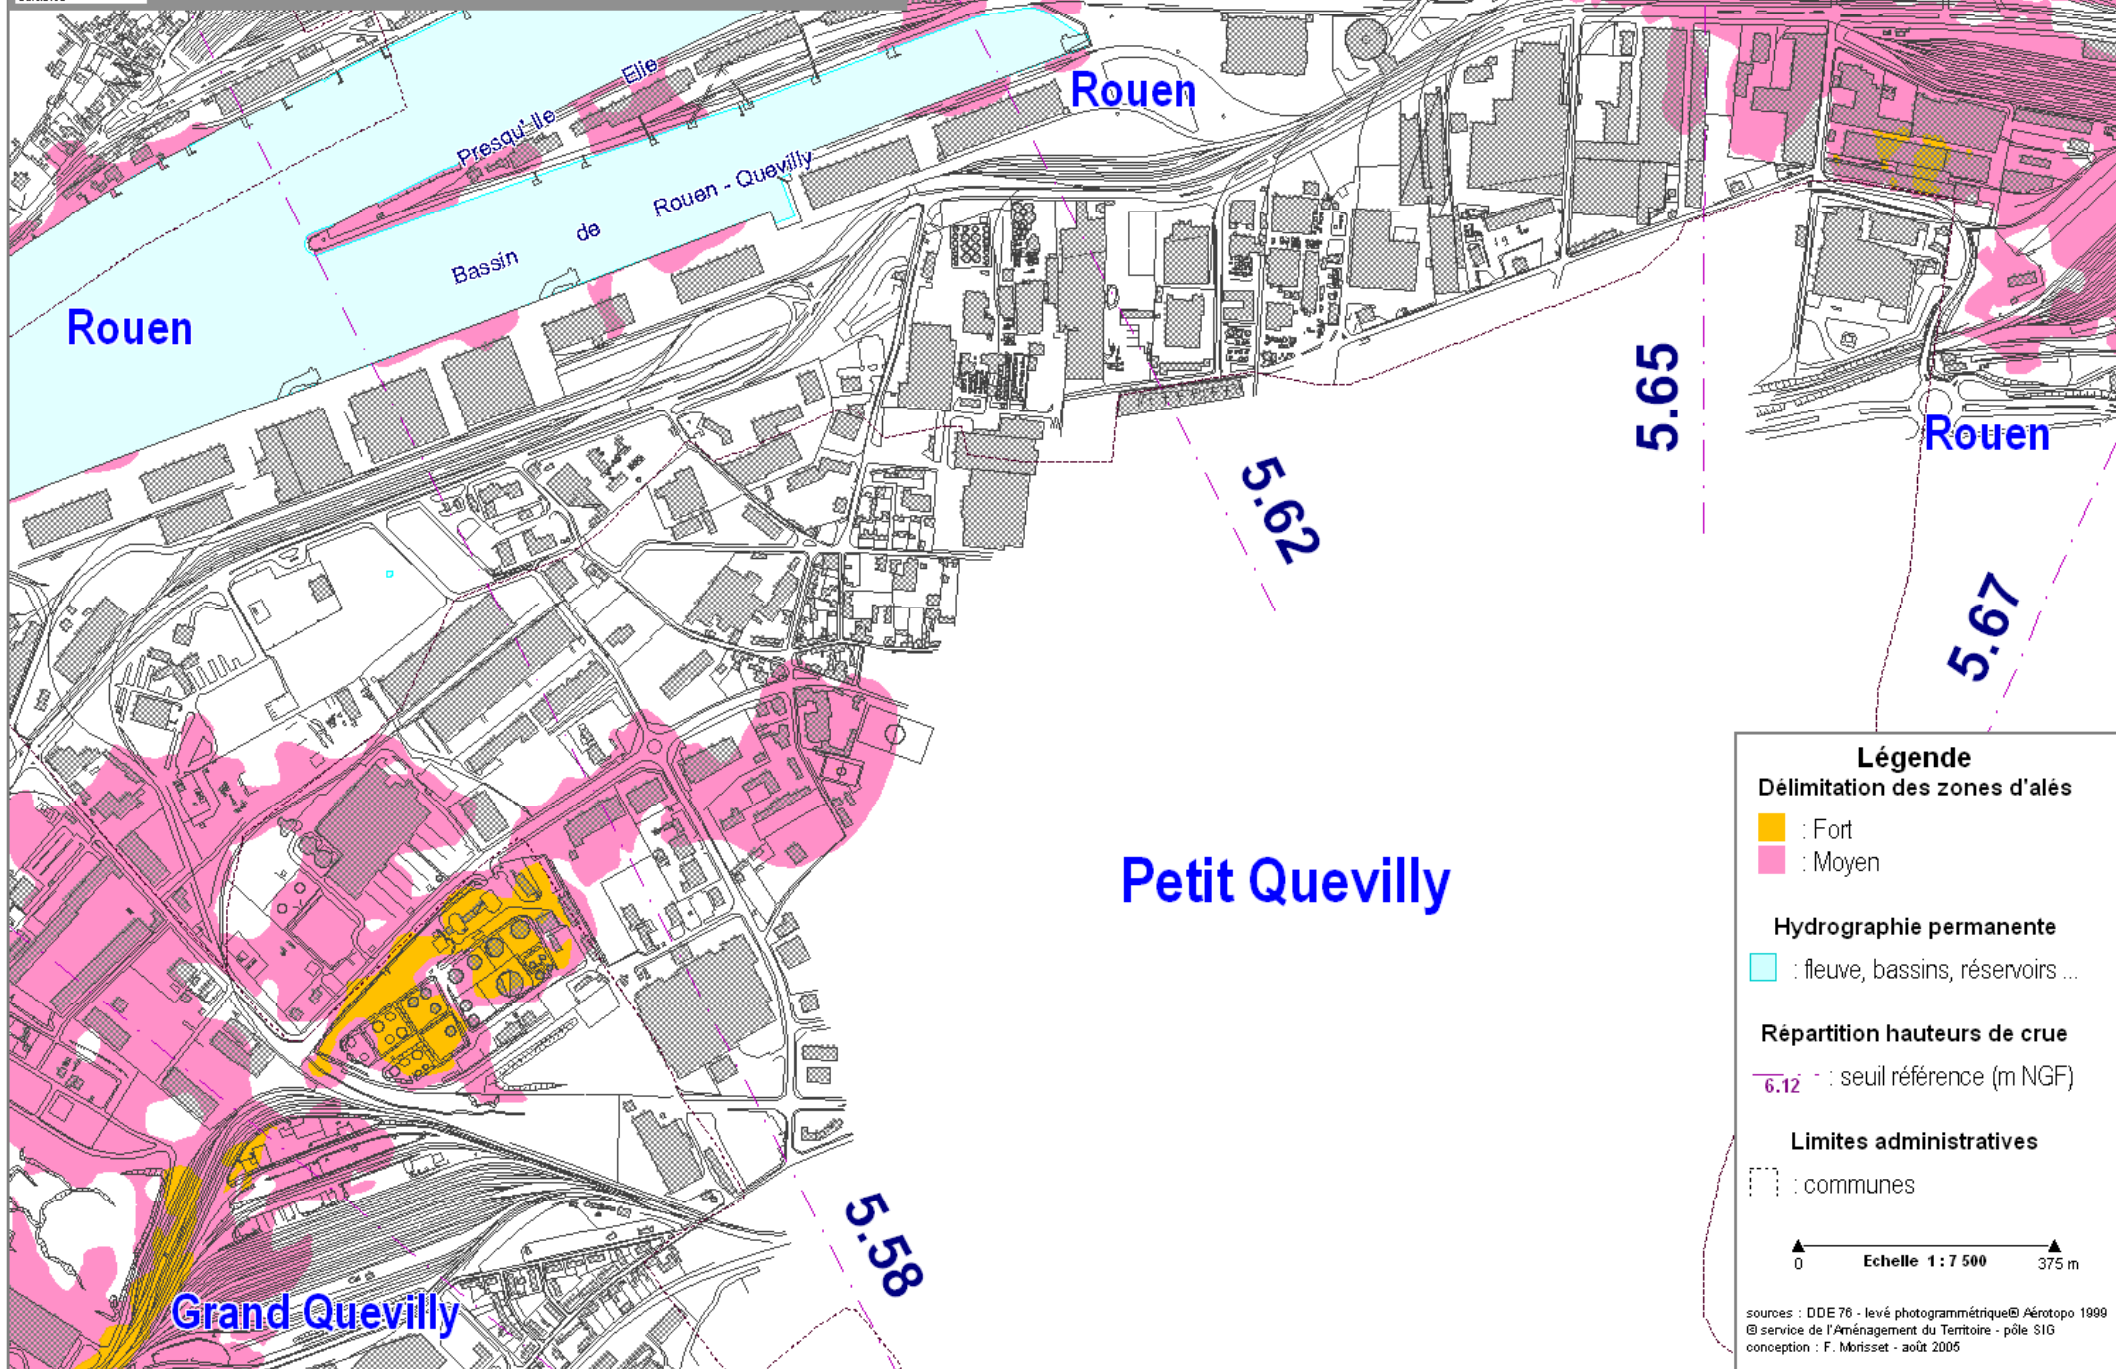 Elie
Presqu' Ile
Rouen
Bassin de Rouen - Quevilly
Rouen
5.65
Rouen
5.62
5.67
Petit Quevilly
5.58
Grand Quevilly
Légende
Délimitation des zones d'alés
: Fort
: Moyen
Hydrographie permanente
: fleuve, bassins, réservoirs ...
Répartition hauteurs de crue
6.12 : seuil référence (m NGF)
Limites administratives
: communes
0 Echelle 1 : 7 500 375 m
sources : DDE 76 - levé photogrammétrique® Aérotopo 1999
@ service de l'Aménagement du Territoire - pôle SIG
conception : F. Morisset - août 2005